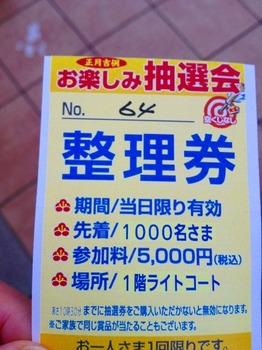 正月吉例
お楽しみ抽選会
No. 64
空くじなし
整理券
期間/当日限り有効
先着/1000名さま
参加料/5,000円(税込)
場所/1階ライトコート
までに抽選券をご購入いただかないと無効になります。
※ご家族で同じ賞品が当たることもございます。
お一人さま1回限りです。